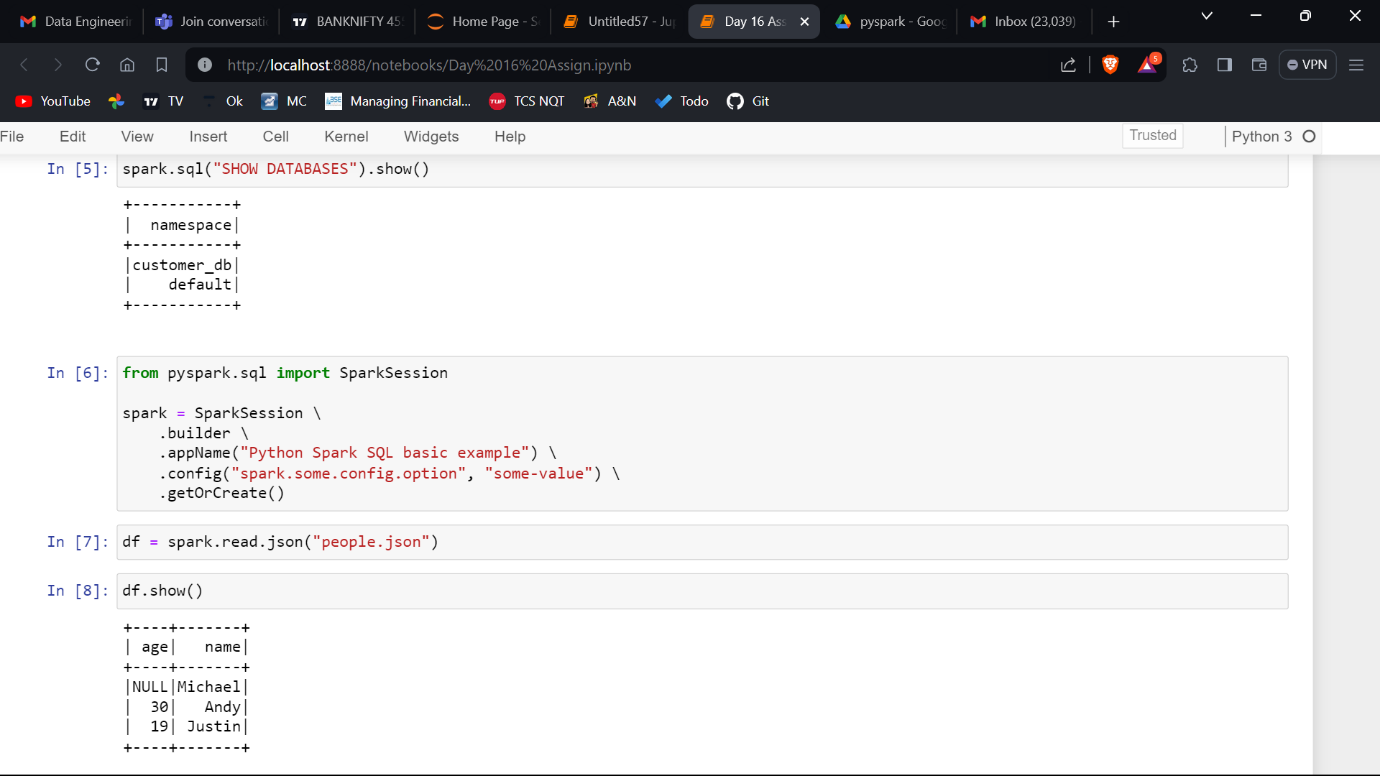 Data Engineerin
Join conversatio
BANKNIFTY 455
Home Page - Se
Untitled57 - Jup
Day 16 Ass
pyspark - Goog
Inbox (23,039)
http://localhost:8888/notebooks/Day%2016%20Assign.ipynb
5
VPN
YouTube
TV
Ok
MC
Managing Financial...
TCS NQT
A&N
Todo
Git
File Edit View Insert Cell Kernel Widgets Help
Trusted
Python 3
In [5]: spark.sql("SHOW DATABASES").show()
+-----------+
|  namespace|
+-----------+
|customer_db|
|    default|
+-----------+
In [6]: from pyspark.sql import SparkSession
spark = SparkSession \
    .builder \
    .appName("Python Spark SQL basic example") \
    .config("spark.some.config.option", "some-value") \
    .getOrCreate()
In [7]: df = spark.read.json("people.json")
In [8]: df.show()
+----+-------+
| age|   name|
+----+-------+
|NULL|Michael|
|  30|   Andy|
|  19| Justin|
+----+-------+